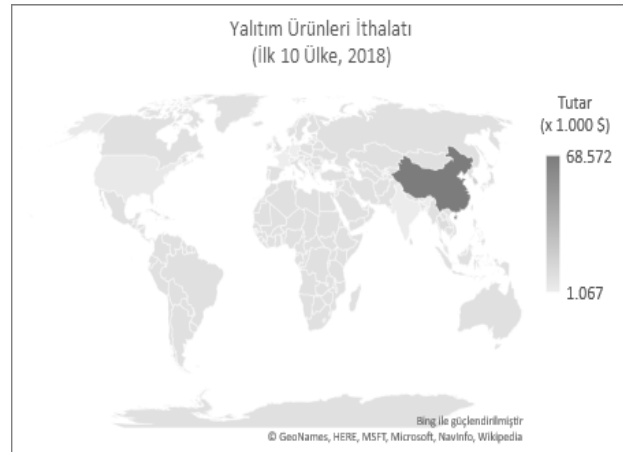 Yalıtım Ürünleri İthalatı
(İlk 10 Ülke, 2018)
Tutar
(x 1.000 $)
68.572
1.067
Bing ile güçlendirilmiştir
© GeoNames, HERE, MSFT, Microsoft, NavInfo, Wikipedia